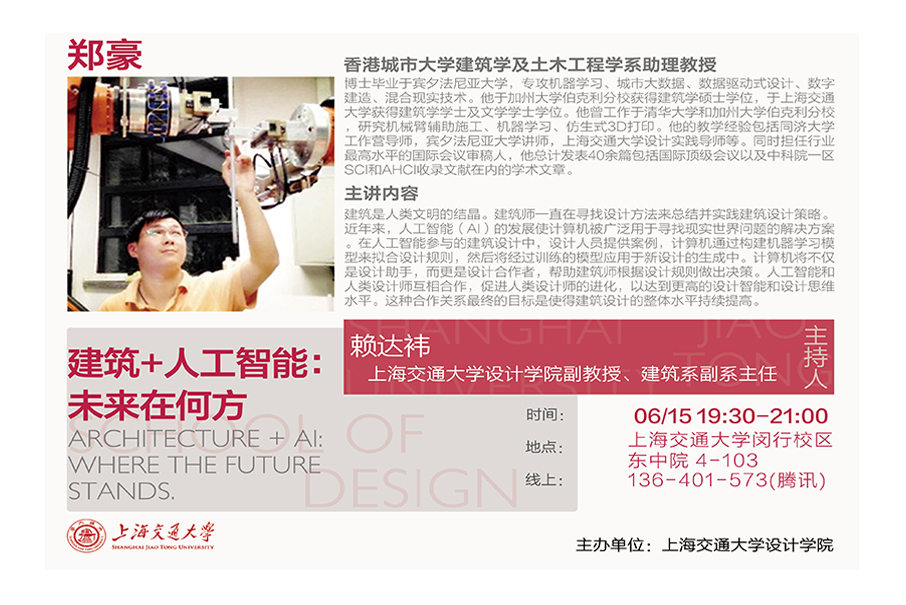 郑豪
香港城市大学建筑学及土木工程学系助理教授
博士毕业于宾夕法尼亚大学，专攻机器学习、城市大数据、数据驱动式设计、数字
建造、混合现实技术。他于加州大学伯克利分校获得建筑学硕士学位，于上海交通
大学获得建筑学学士及文学学士学位。他曾工作于清华大学和加州大学伯克利分校
，研究机械臂辅助施工、机器学习、仿生式3D打印。他的教学经验包括同济大学
工作营导师，宾夕法尼亚大学讲师，上海交通大学设计实践导师等。同时担任行业
最高水平的国际会议审稿人，他总计发表40余篇包括国际顶级会议以及中科院一区
SCI和AHCI收录文献在内的学术文章。
主讲内容
建筑是人类文明的结晶。建筑师一直在寻找设计方法来总结并实践建筑设计策略。
近年来，人工智能（AI）的发展使计算机被广泛用于寻找现实世界问题的解决方案
。在人工智能参与的建筑设计中，设计人员提供案例，计算机通过构建机器学习模
型来拟合设计规则，然后将经过训练的模型应用于新设计的生成中。计算机将不仅
是设计助手，而更是设计合作者，帮助建筑师根据设计规则做出决策。人工智能和
人类设计师互相合作，促进人类设计师的进化，以达到更高的设计智能和设计思维
水平。这种合作关系最终的目标是使得建筑设计的整体水平持续提高。
SHANGHAI JIAO TONG UNIVERSITY
赖达祎
上海交通大学设计学院副教授、建筑系副系主任
主持人
建筑+人工智能：
未来在何方
ARCHITECTURE + AI:
WHERE THE FUTURE
STANDS.
SCHOOL OF
DESIGN
时间： 06/15 19:30-21:00
地点： 上海交通大学闵行校区
东中院 4-103
线上： 136-401-573(腾讯)
上海交通大学
SHANGHAI JIAO TONG UNIVERSITY
主办单位：上海交通大学设计学院